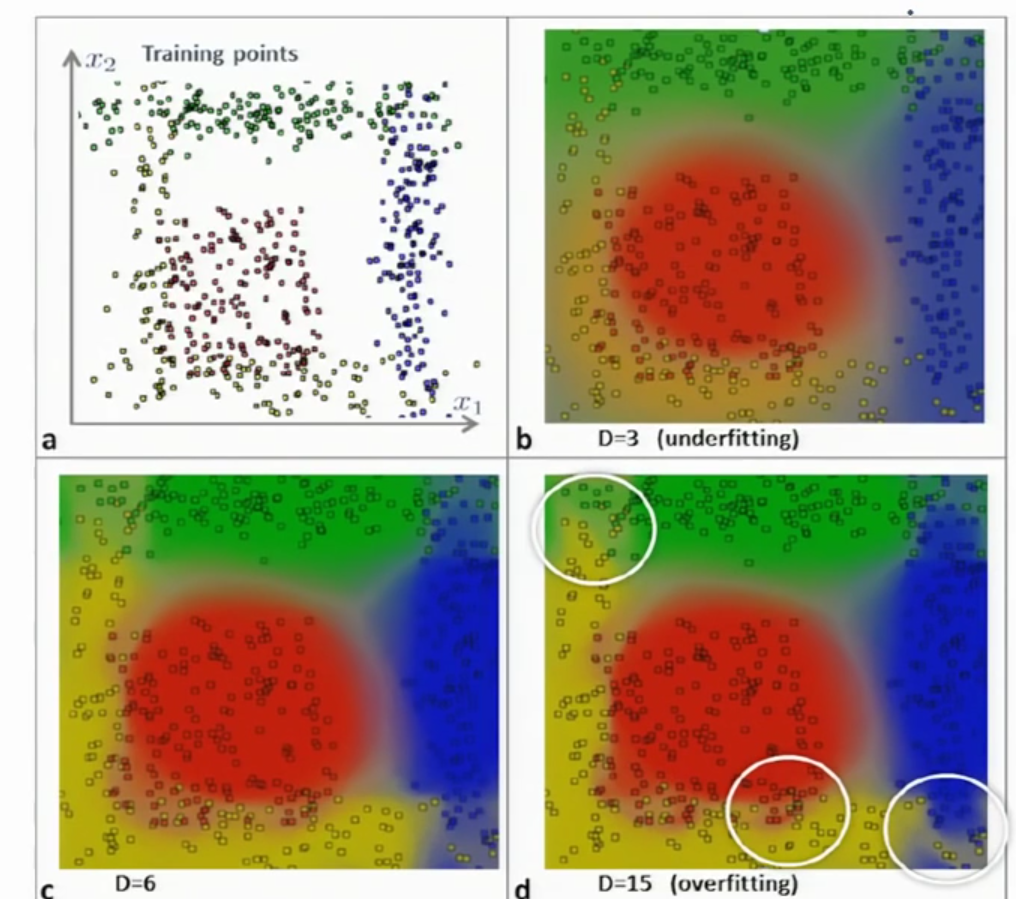 x₂ Training points
x₁
a
b D=3 (underfitting)
c D=6
d D=15 (overfitting)